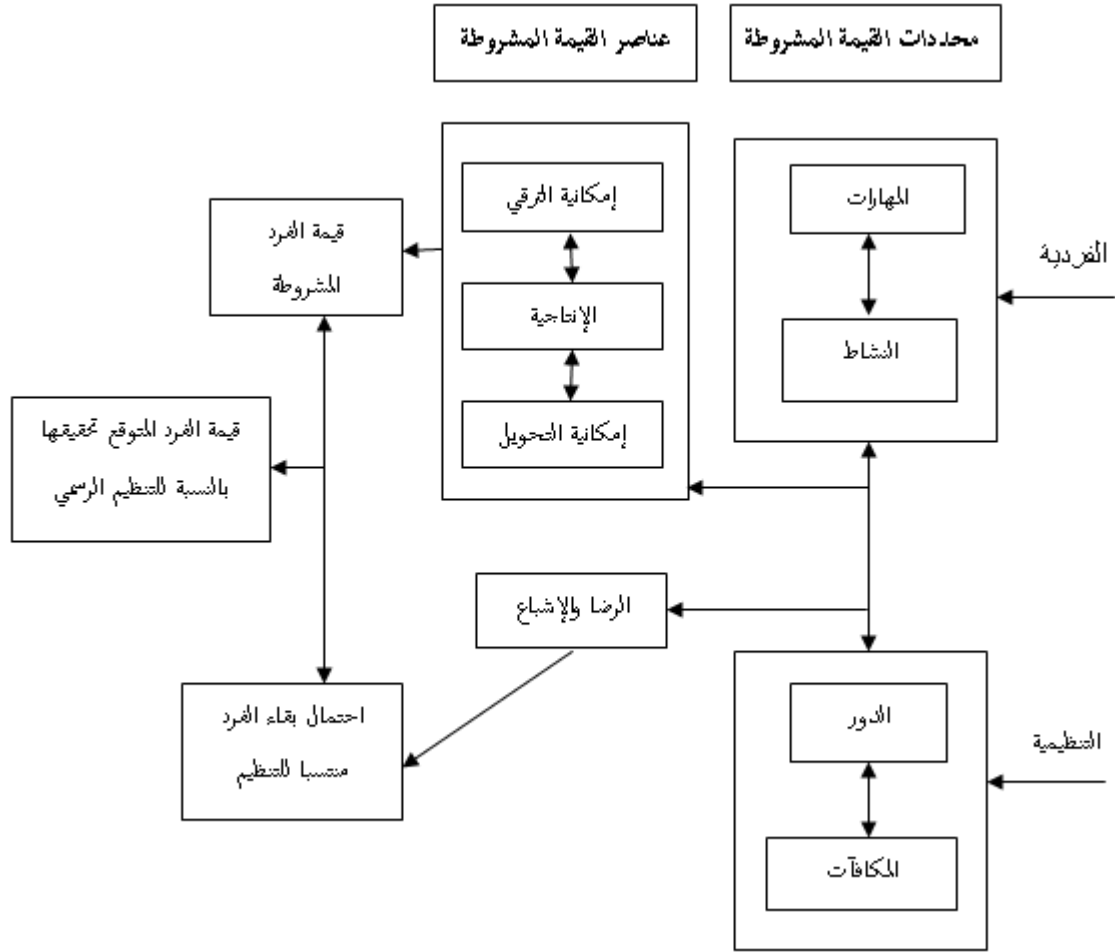 محددات القيمة المشروطة
عناصر القيمة المشروطة
الفردية
المهارات
النشاط
إمكانية الترقي
الإنتاجية
إمكانية التحويل
قيمة الفرد
المشروطة
قيمة الفرد المتوقع تحقيقها
بالنسبة للتنظيم الرسمي
الرضا والإشباع
احتمال بقاء الفرد
منتسبا للتنظيم
التنظيمية
الدور
المكافآت